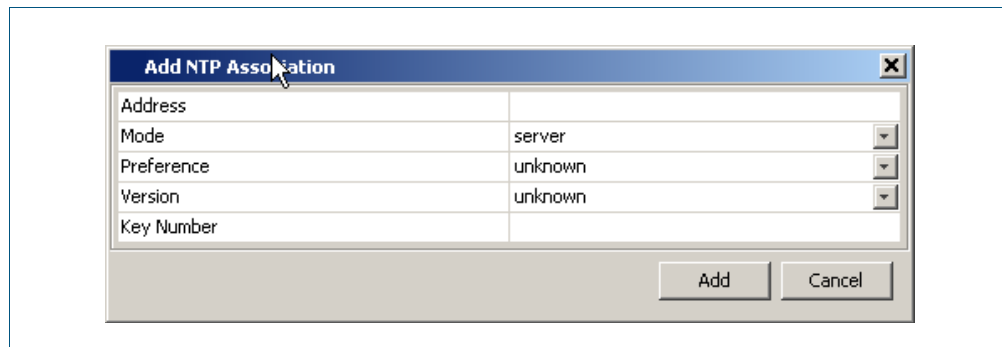 Add NTP Association
Address
Mode server
Preference unknown
Version unknown
Key Number
Add Cancel